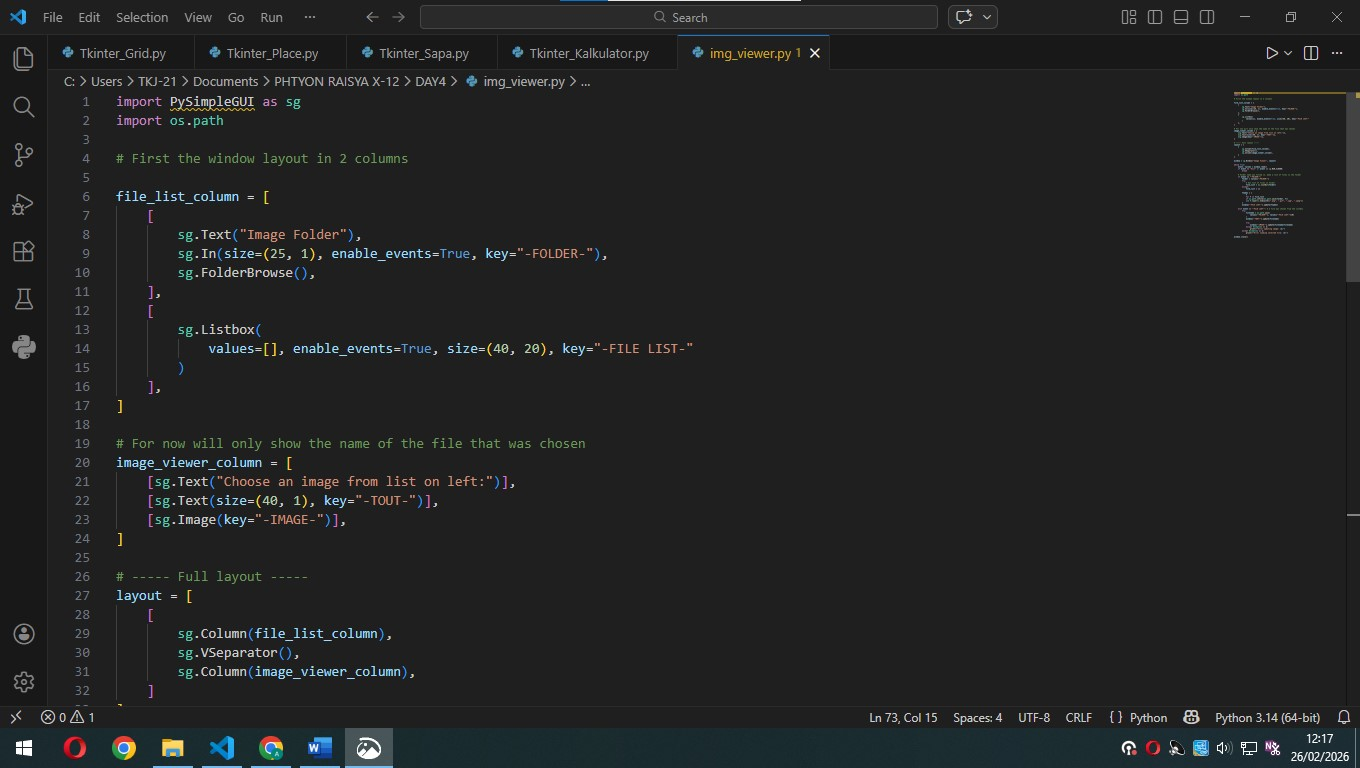 File Edit Selection View Go Run ··· Search
Tkinter_Grid.py Tkinter_Place.py Tkinter_Sapa.py Tkinter_Kalkulator.py img_viewer.py 1
C: > Users > TKJ-21 > Documents > PHTYON RAISYA X-12 > DAY4 > img_viewer.py > ...
1 import PySimpleGUI as sg
2 import os.path
3
4 # First the window layout in 2 columns
5
6 file_list_column = [
7 [
8 sg.Text("Image Folder"),
9 sg.In(size=(25, 1), enable_events=True, key="-FOLDER-"),
10 sg.FolderBrowse(),
11 ],
12 [
13 sg.Listbox(
14 values=[], enable_events=True, size=(40, 20), key="-FILE LIST-"
15 )
16 ],
17 ]
18
19 # For now will only show the name of the file that was chosen
20 image_viewer_column = [
21 [sg.Text("Choose an image from list on left:")],
22 [sg.Text(size=(40, 1), key="-TOUT-")],
23 [sg.Image(key="-IMAGE-")],
24 ]
25
26 # ----- Full layout -----
27 layout = [
28 [
29 sg.Column(file_list_column),
30 sg.VSeparator(),
31 sg.Column(image_viewer_column),
32 ]
0 1 Ln 73, Col 15 Spaces: 4 UTF-8 CRLF { } Python Python 3.14 (64-bit)
12:17
26/02/2026